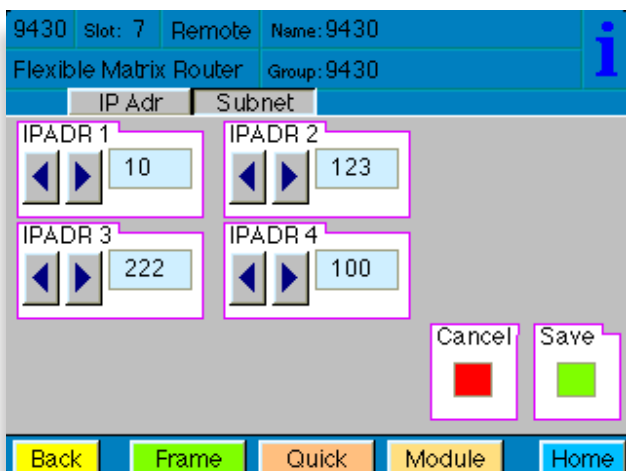 9430 Slot: 7 Remote Name: 9430
Flexible Matrix Router Group: 9430
i
IP Adr Subnet
IPADR 1 IPADR 2
10 123
IPADR 3 IPADR 4
222 100
Cancel Save
Back Frame Quick Module Home